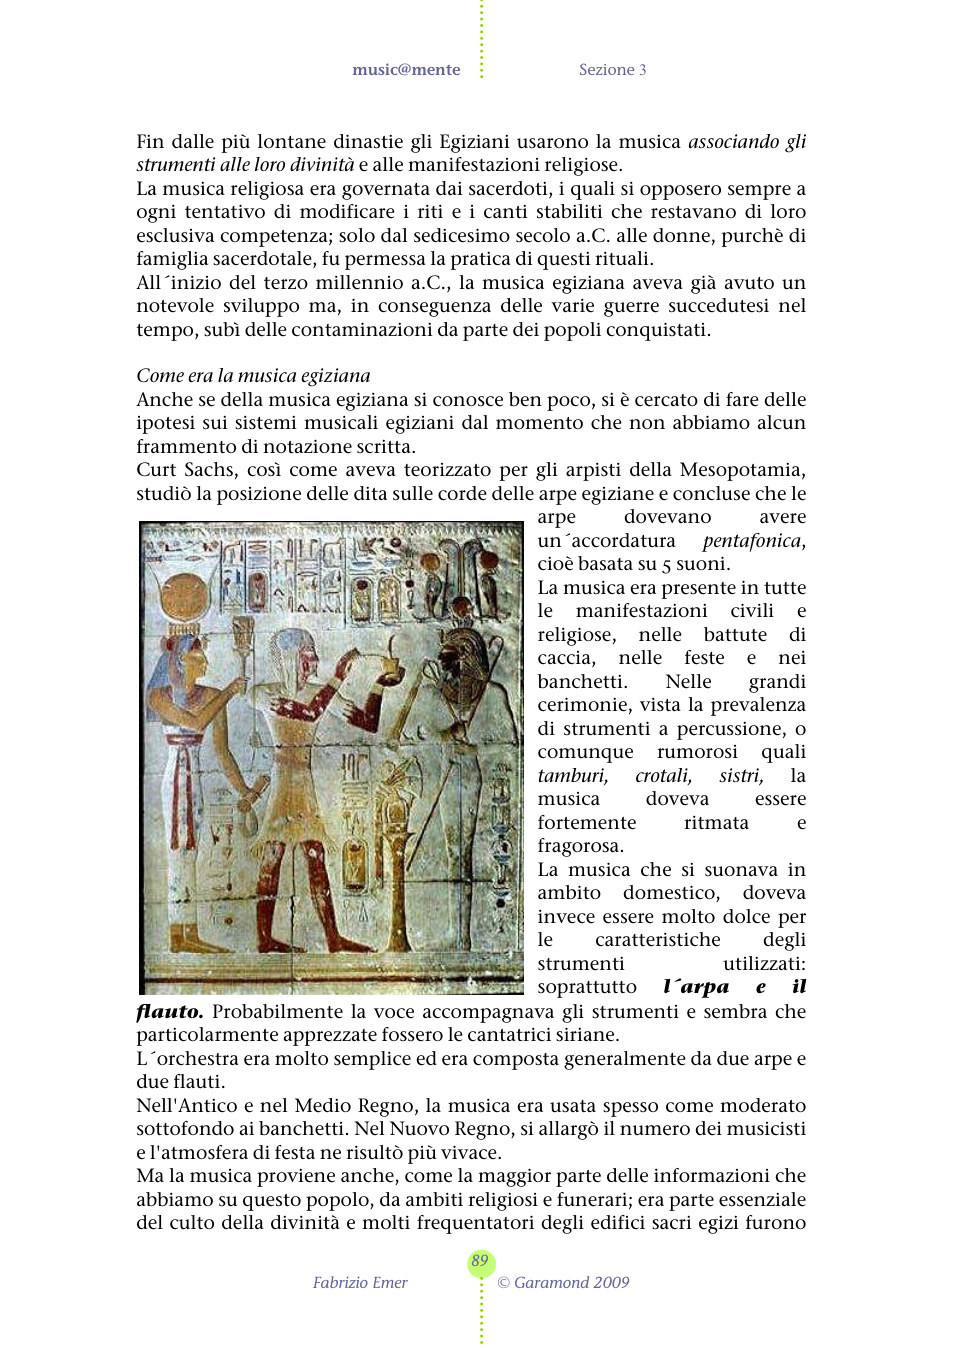 music@mente Sezione 3
Fin dalle più lontane dinastie gli Egiziani usarono la musica associando gli
strumenti alle loro divinità e alle manifestazioni religiose.
La musica religiosa era governata dai sacerdoti, i quali si opposero sempre a
ogni tentativo di modificare i riti e i canti stabiliti che restavano di loro
esclusiva competenza; solo dal sedicesimo secolo a.C. alle donne, purchè di
famiglia sacerdotale, fu permessa la pratica di questi rituali.
All´inizio del terzo millennio a.C., la musica egiziana aveva già avuto un
notevole sviluppo ma, in conseguenza delle varie guerre succedutesi nel
tempo, subì delle contaminazioni da parte dei popoli conquistati.
Come era la musica egiziana
Anche se della musica egiziana si conosce ben poco, si è cercato di fare delle
ipotesi sui sistemi musicali egiziani dal momento che non abbiamo alcun
frammento di notazione scritta.
Curt Sachs, così come aveva teorizzato per gli arpisti della Mesopotamia,
studiò la posizione delle dita sulle corde delle arpe egiziane e concluse che le
arpe dovevano avere
un´accordatura pentafonica,
cioè basata su 5 suoni.
La musica era presente in tutte
le manifestazioni civili e
religiose, nelle battute di
caccia, nelle feste e nei
banchetti. Nelle grandi
cerimonie, vista la prevalenza
di strumenti a percussione, o
comunque rumorosi quali
tamburi, crotali, sistri, la
musica doveva essere
fortemente ritmata e
fragorosa.
La musica che si suonava in
ambito domestico, doveva
invece essere molto dolce per
le caratteristiche degli
strumenti utilizzati:
soprattutto l´arpa e il
flauto. Probabilmente la voce accompagnava gli strumenti e sembra che
particolarmente apprezzate fossero le cantatrici siriane.
L´orchestra era molto semplice ed era composta generalmente da due arpe e
due flauti.
Nell'Antico e nel Medio Regno, la musica era usata spesso come moderato
sottofondo ai banchetti. Nel Nuovo Regno, si allargò il numero dei musicisti
e l'atmosfera di festa ne risultò più vivace.
Ma la musica proviene anche, come la maggior parte delle informazioni che
abbiamo su questo popolo, da ambiti religiosi e funerari; era parte essenziale
del culto della divinità e molti frequentatori degli edifici sacri egizi furono
89
Fabrizio Emer © Garamond 2009